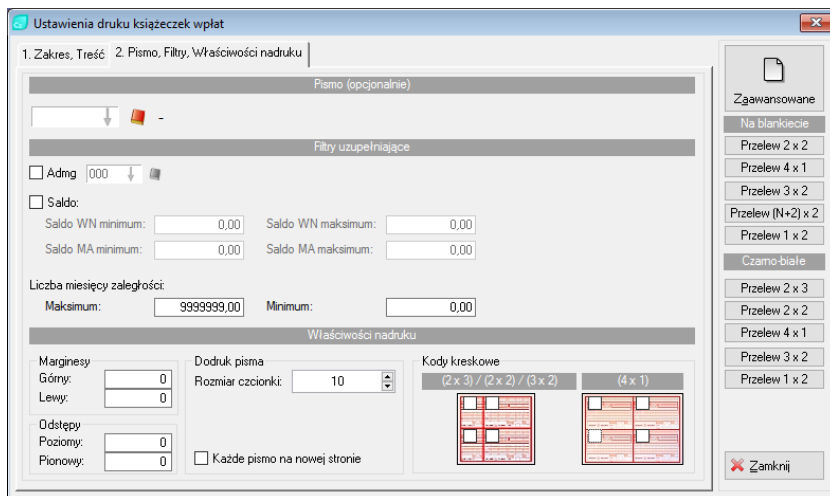 Ustawienia druku książeczek wpłat
1. Zakres, Treść 2. Pismo, Filtry, Właściwości nadruku
Pismo (opcjonalnie)
-
Filtry uzupełniające
Admg 000
Saldo:
Saldo WN minimum: 0,00 Saldo WN maksimum: 0,00
Saldo MA minimum: 0,00 Saldo MA maksimum: 0,00
Liczba miesięcy zaległości:
Maksimum: 9999999,00 Minimum: 0,00
Właściwości nadruku
Marginesy
Górny: 0
Lewy: 0
Odstępy
Poziomy: 0
Pionowy: 0
Dodruk pisma
Rozmiar czcionki: 10
Każde pismo na nowej stronie
Kody kreskowe
(2 x 3) / (2 x 2) / (3 x 2) (4 x 1)
Zaawansowane
Na blankiecie
Przelew 2 x 2
Przelew 4 x 1
Przelew 3 x 2
Przelew (N+2) x 2
Przelew 1 x 2
Czarno-białe
Przelew 2 x 3
Przelew 2 x 2
Przelew 4 x 1
Przelew 3 x 2
Przelew 1 x 2
Zamknij